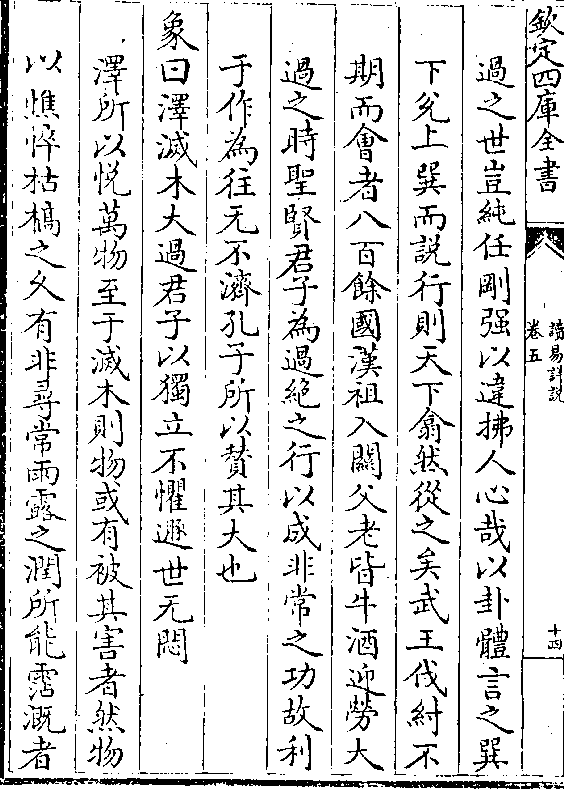 欽定四庫全書
讀易詳說
卷五
十四
過之世豈純任剛强以違拂人心哉以卦體言之巽
下兊上巽而説行則天下翕然從之矣武王伐紂不
期而會者八百餘國漢祖入關父老皆牛酒迎勞大
過之時聖賢君子為過絶之行以成非常之功故利
于作為往无不濟孔子所以賛其大也
象曰澤滅木大過君子以獨立不懼遯世无悶
澤所以悦萬物至于滅木則物或有被其害者然物
以憔悴枯槁之乆有非尋常雨露之潤所能霑溉者